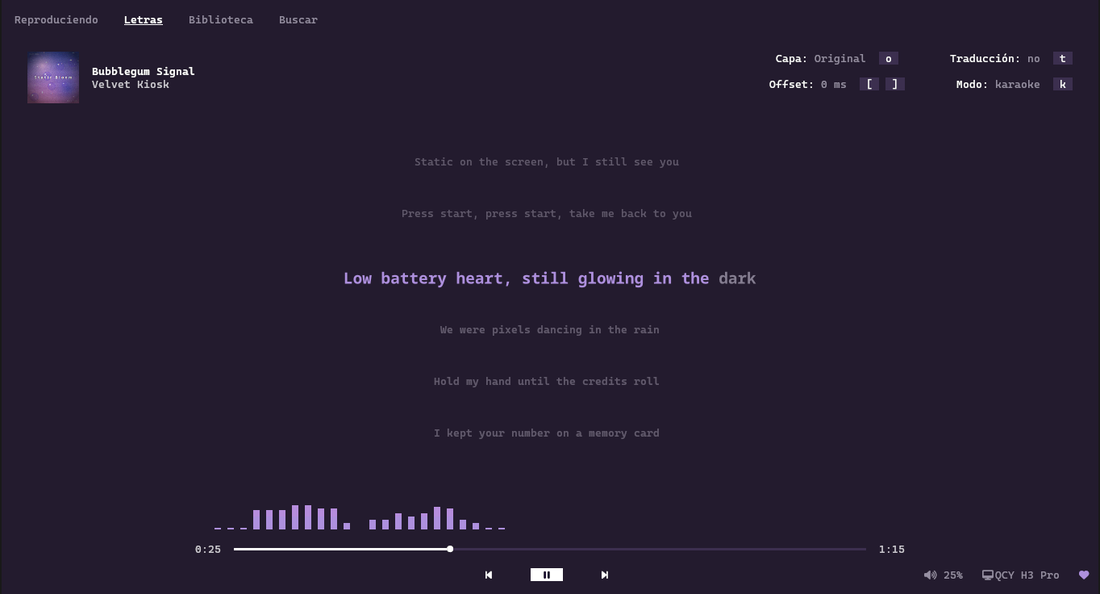 Reproduciendo Letras Biblioteca Buscar
Bubblegum Signal
Velvet Kiosk
Capa: Original o Traducción: no t
Offset: 0 ms [ ] Modo: karaoke k
Static on the screen, but I still see you
Press start, press start, take me back to you
Low battery heart, still glowing in the dark
We were pixels dancing in the rain
Hold my hand until the credits roll
I kept your number on a memory card
0:25 1:15
25% QCY H3 Pro